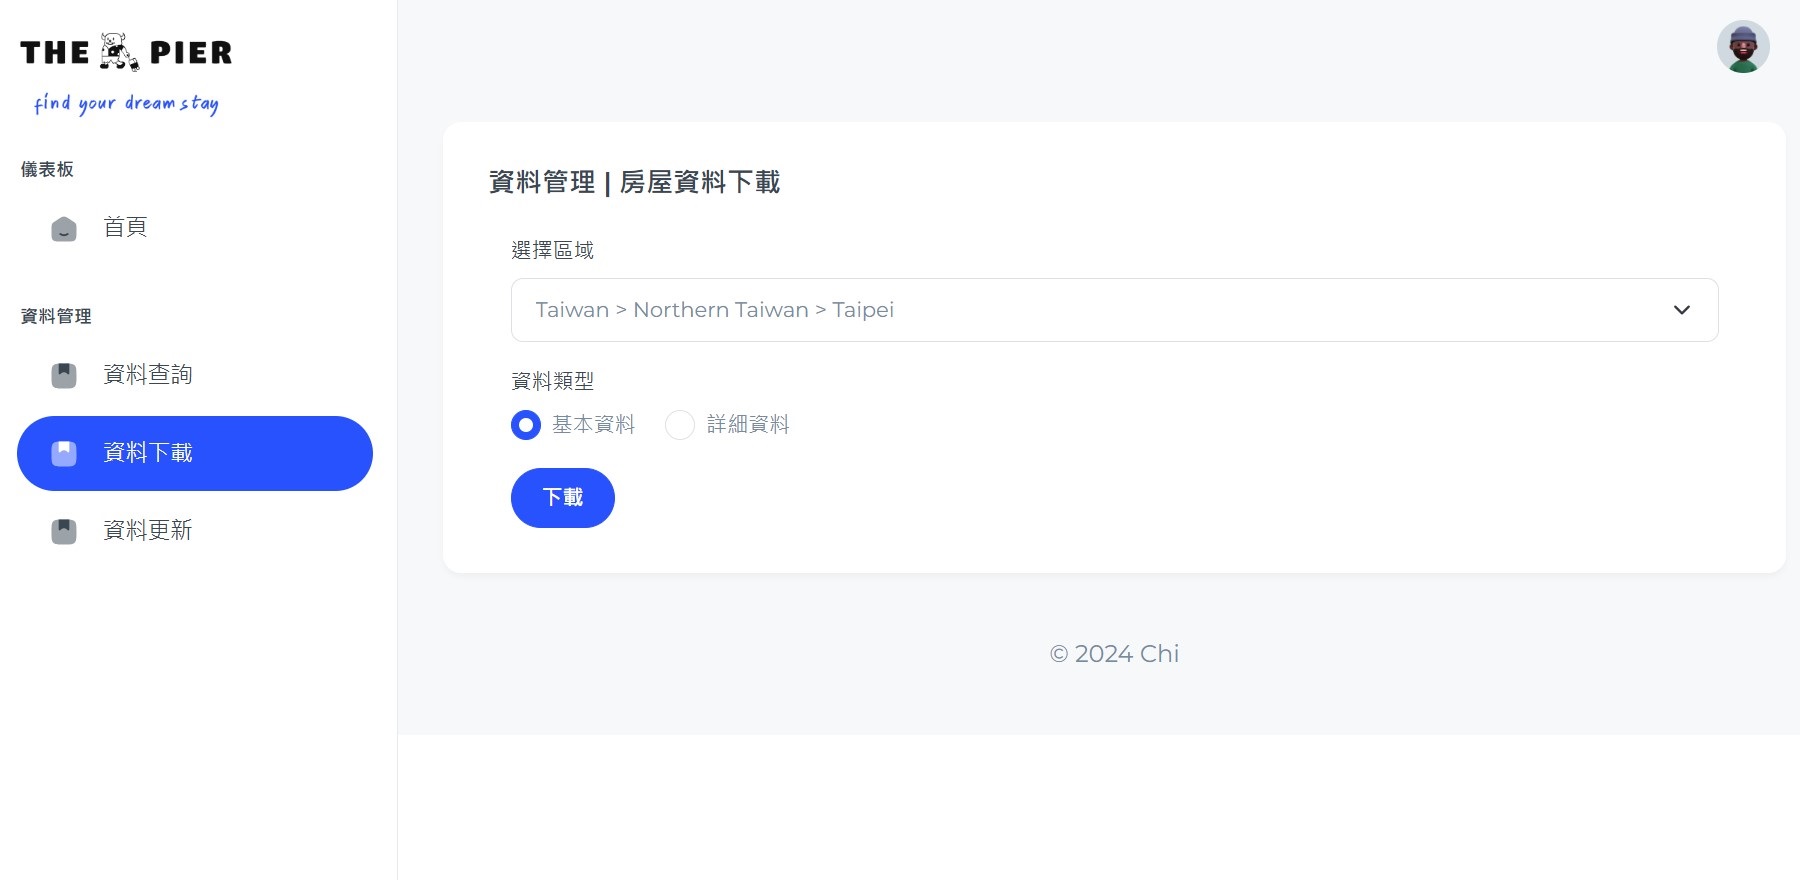 THE PIER
find your dream stay
儀表板
首頁
資料管理
資料查詢
資料下載
資料更新
資料管理 | 房屋資料下載
選擇區域
Taiwan > Northern Taiwan > Taipei
資料類型
基本資料 詳細資料
下載
© 2024 Chi